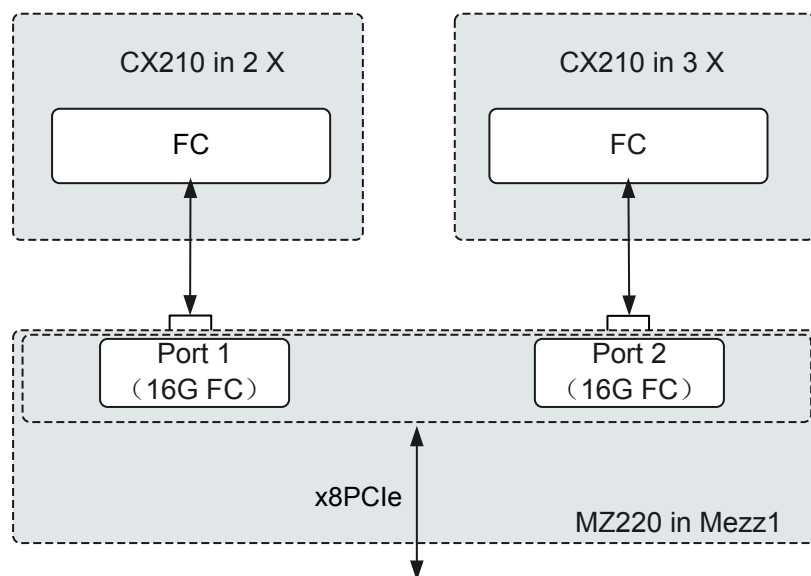 CX210 in 2 X
CX210 in 3 X
FC
FC
Port 1
（16G FC）
Port 2
（16G FC）
x8PCIe
MZ220 in Mezz1